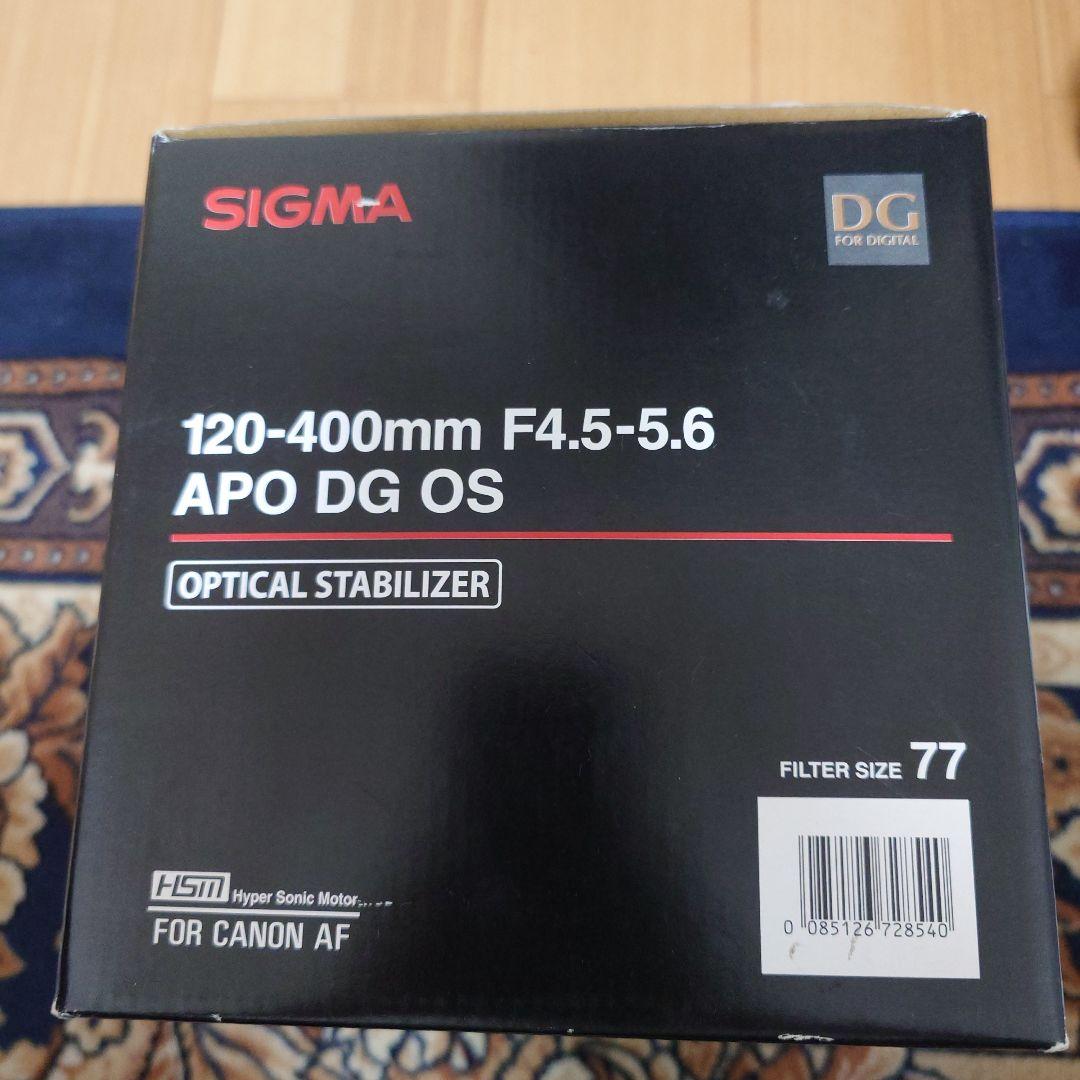 SIGMA
DG
FOR DIGITAL
120-400mm F4.5-5.6
APO DG OS
OPTICAL STABILIZER
FILTER SIZE 77
HSM Hyper Sonic Motor
FOR CANON AF
0 085126 728540